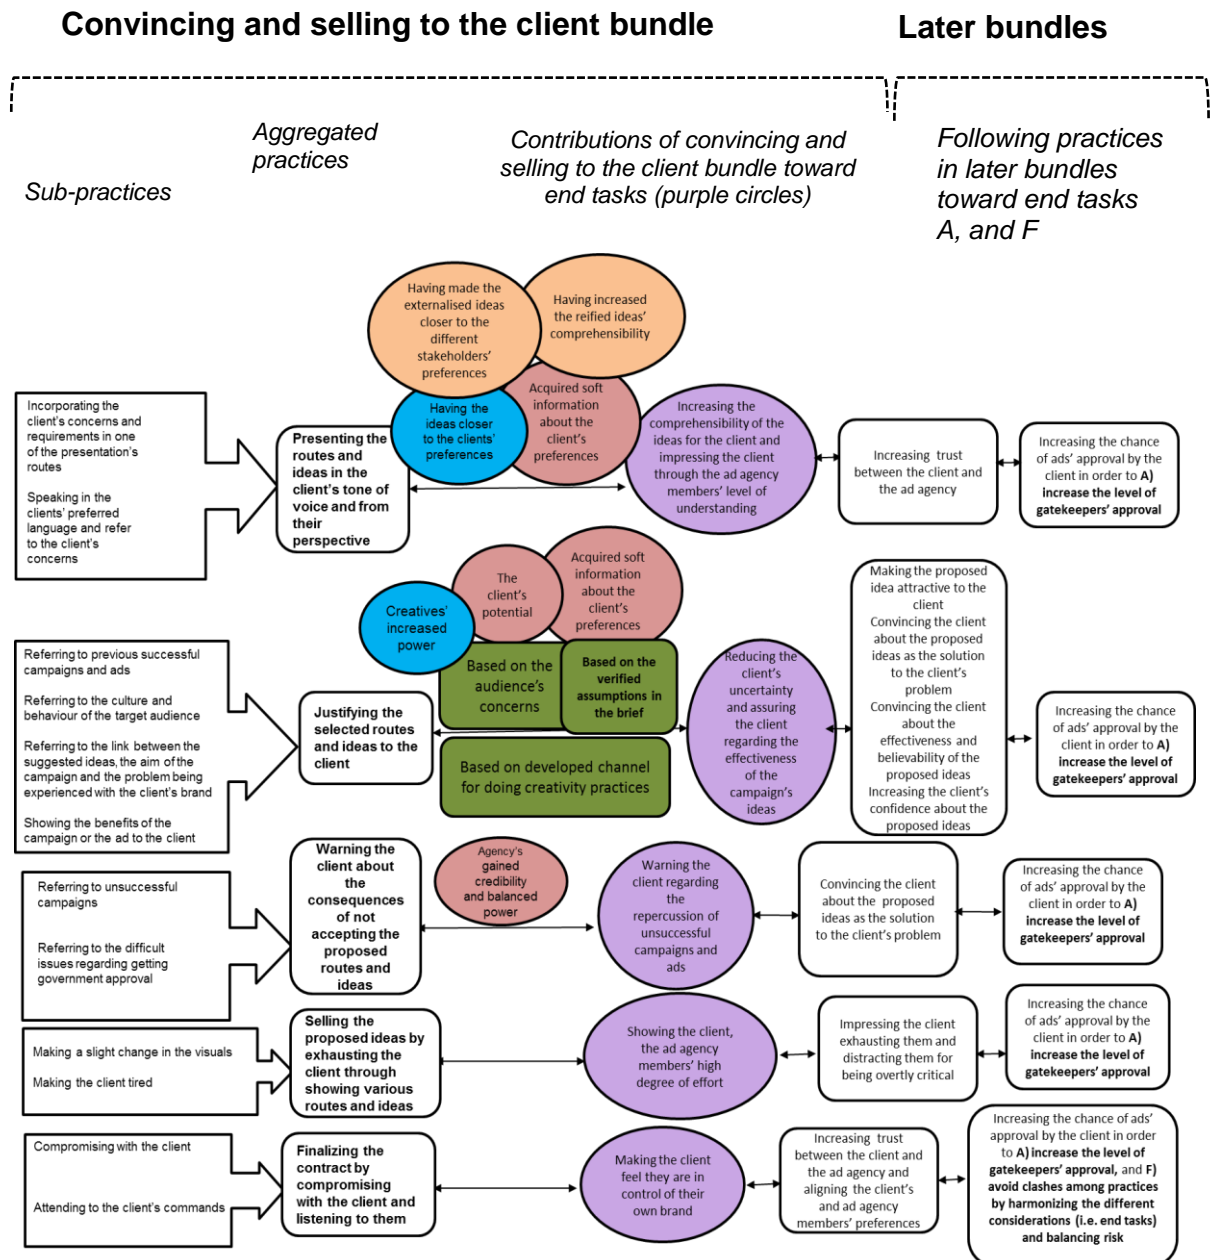 Convincing and selling to the client bundle
Later bundles
Sub-practices
Aggregated
practices
Contributions of convincing and
selling to the client bundle toward
end tasks (purple circles)
Following practices
in later bundles
toward end tasks
A, and F
Incorporating the
client's concerns and
requirements in one
of the presentation's
routes
Speaking in the
clients' preferred
language and refer
to the client's
concerns
Presenting the
routes and
ideas in the
client's tone of
voice and from
their
perspective
Having made the
externalised ideas
closer to the
different
stakeholders'
preferences
Having increased
the reified ideas'
comprehensibility
Having the
ideas closer
to the clients'
preferences
Acquired soft
information
about the
client's
preferences
Increasing the
comprehensibility of the
ideas for the client and
impressing the client
through the ad agency
members' level of
understanding
Increasing trust
between the client and
the ad agency
Increasing the chance
of ads' approval by the
client in order to A)
increase the level of
gatekeepers' approval
Referring to previous successful
campaigns and ads
Referring to the culture and
behaviour of the target audience
Referring to the link between the
suggested ideas, the aim of the
campaign and the problem being
experienced with the client's brand
Showing the benefits of the
campaign or the ad to the client
Justifying the
selected routes
and ideas to the
client
Creatives'
increased
power
The
client's
potential
Acquired soft
information
about the
client's
preferences
Based on the
audience's
concerns
Based on the
verified
assumptions in
the brief
Based on developed channel
for doing creativity practices
Reducing the
client's
uncertainty and
assuring the
client regarding
the
effectiveness
of the
campaign's
ideas
Making the proposed
idea attractive to the
client
Convincing the client
about the proposed
ideas as the solution
to the client's
problem
Convincing the client
about the
effectiveness and
believability of the
proposed ideas
Increasing the client's
confidence about the
proposed ideas
Increasing the chance
of ads' approval by the
client in order to A)
increase the level of
gatekeepers' approval
Referring to unsuccessful
campaigns
Referring to the difficult
issues regarding getting
government approval
Warning the
client about the
consequences
of not
accepting the
proposed
routes and
ideas
Agency's
gained
credibility
and balanced
power
Warning the
client regarding
the
repercussion of
unsuccessful
campaigns and
ads
Convincing the client
about the proposed
ideas as the solution
to the client's problem
Increasing the chance
of ads' approval by the
client in order to A)
increase the level of
gatekeepers' approval
Making a slight change in the visuals
Making the client tired
Selling the
proposed ideas by
exhausting the
client through
showing various
routes and ideas
Showing the client,
the ad agency
members' high
degree of effort
Impressing the client
exhausting them and
distracting them for
being overtly critical
Increasing the chance
of ads' approval by the
client in order to A)
increase the level of
gatekeepers' approval
Compromising with the client
Attending to the client's commands
Finalizing the
contract by
compromising
with the client and
listening to them
Making the client
feel they are in
control of their
own brand
Increasing trust
between the client and
the ad agency and
aligning the client's
and ad agency
members' preferences
Increasing the chance of ads'
approval by the client in order
to A) increase the level of
gatekeepers' approval, and F)
avoid clashes among practices
by harmonizing the different
considerations (i.e. end tasks)
and balancing risk